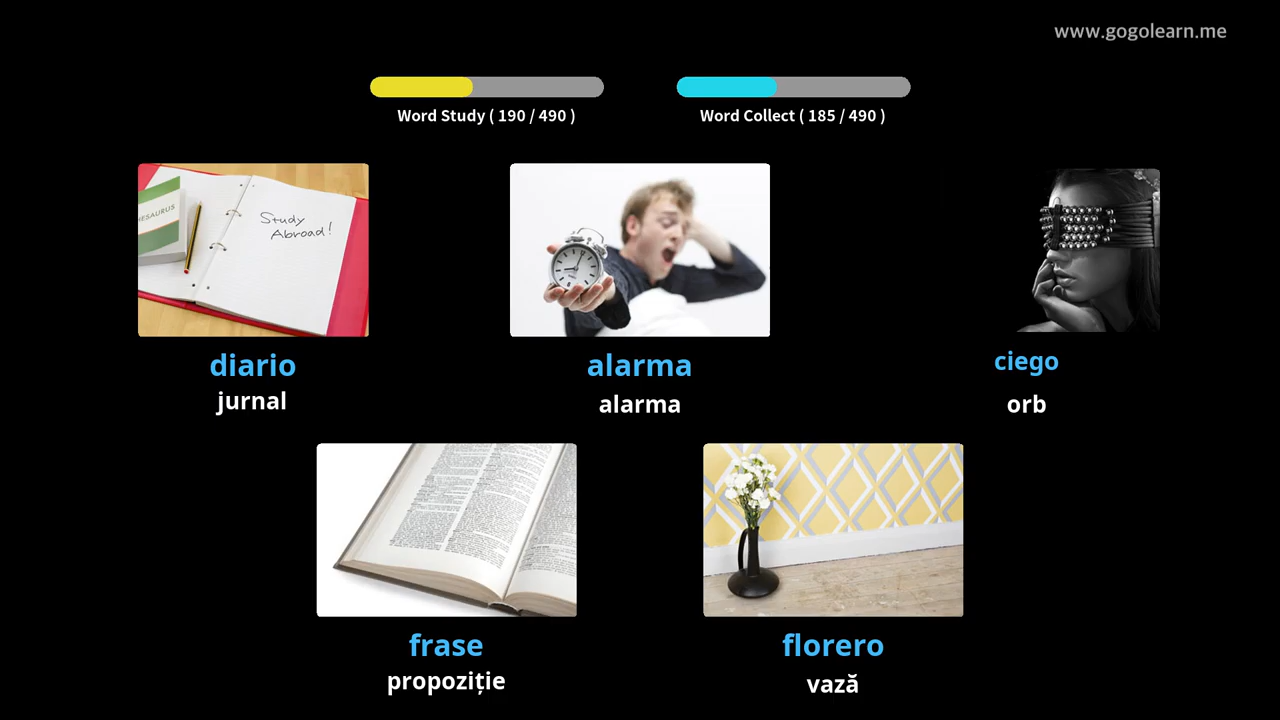 www.gogolearn.me
Word Study ( 190 / 490 )
Word Collect ( 185 / 490 )
HESAURUS
Study
Abroad!
diario
jurnal
alarma
alarma
ciego
orb
frase
propoziție
florero
vază